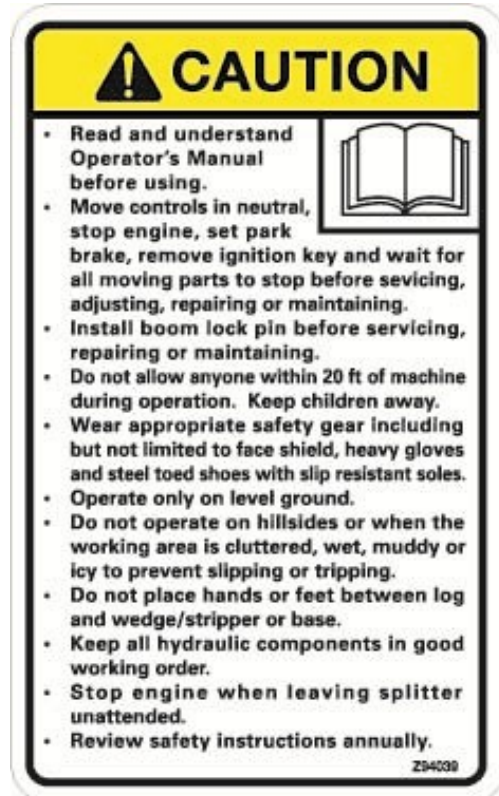 CAUTION
• Read and understand
Operator's Manual
before using.
• Move controls in neutral,
stop engine, set park
brake, remove ignition key and wait for
all moving parts to stop before sevicing,
adjusting, repairing or maintaining.
• Install boom lock pin before servicing,
repairing or maintaining.
• Do not allow anyone within 20 ft of machine
during operation. Keep children away.
• Wear appropriate safety gear including
but not limited to face shield, heavy gloves
and steel toed shoes with slip resistant soles.
• Operate only on level ground.
• Do not operate on hillsides or when the
working area is cluttered, wet, muddy or
icy to prevent slipping or tripping.
• Do not place hands or feet between log
and wedge/stripper or base.
• Keep all hydraulic components in good
working order.
• Stop engine when leaving splitter
unattended.
• Review safety instructions annually.
Z94039